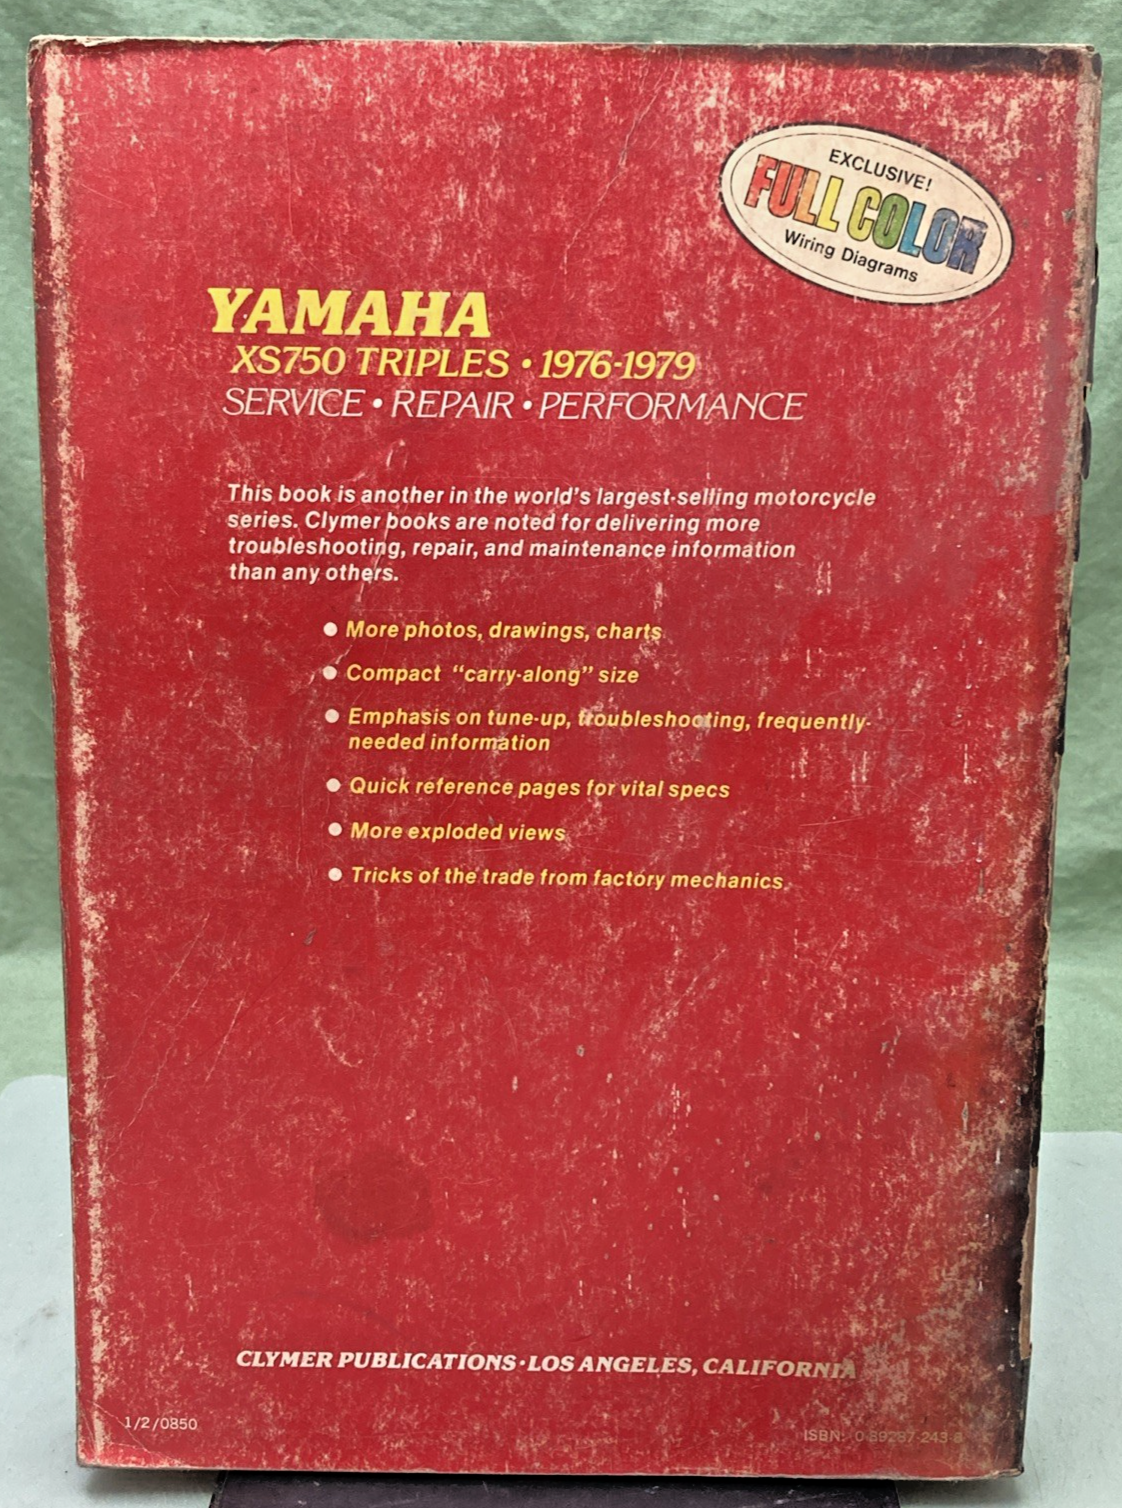 EXCLUSIVE!
FULL COLOR
Wiring Diagrams
YAMAHA
XS750 TRIPLES • 1976-1979
SERVICE • REPAIR • PERFORMANCE
This book is another in the world's largest-selling motorcycle
series. Clymer books are noted for delivering more
troubleshooting, repair, and maintenance information
than any others.
● More photos, drawings, charts
● Compact "carry-along" size
● Emphasis on tune-up, troubleshooting, frequently-
needed information
● Quick reference pages for vital specs
● More exploded views
● Tricks of the trade from factory mechanics.
CLYMER PUBLICATIONS • LOS ANGELES, CALIFORNIA
1/2/0850
ISBN: 0-89287-243-8